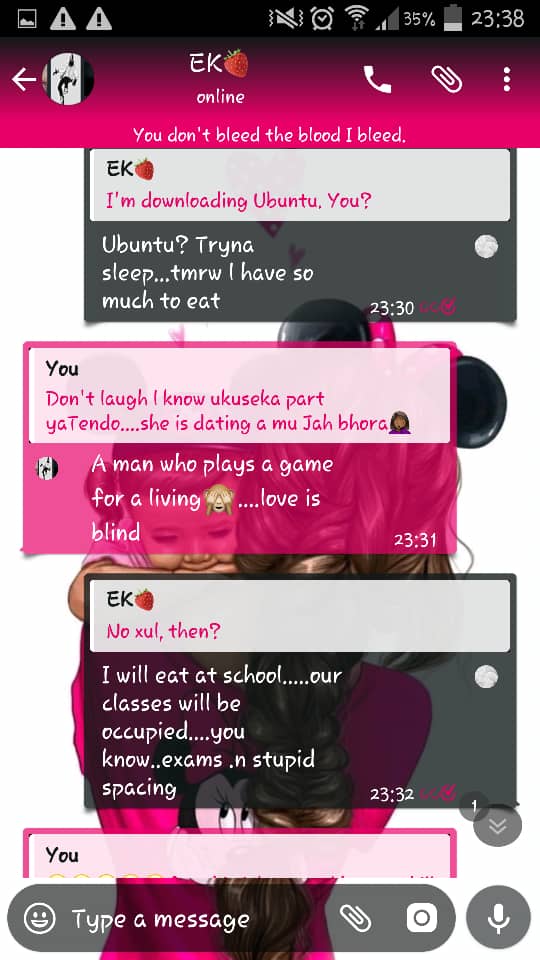 35% 23:38
EK🍓
online
You don't bleed the blood I bleed.
EK🍓
I'm downloading Ubuntu. You?
Ubuntu? Tryna
sleep...tmrw I have so
much to eat
23:30
You
Don't laugh I know ukuseka part
yaTendo....she is dating a mu Jah bhora🤦🏾‍♀️
A man who plays a game
for a living🙈....love is
blind
23:31
EK🍓
No xul, then?
I will eat at school.....our
classes will be
occupied....you
know..exams .n stupid
spacing
23:32
1
You
Type a message